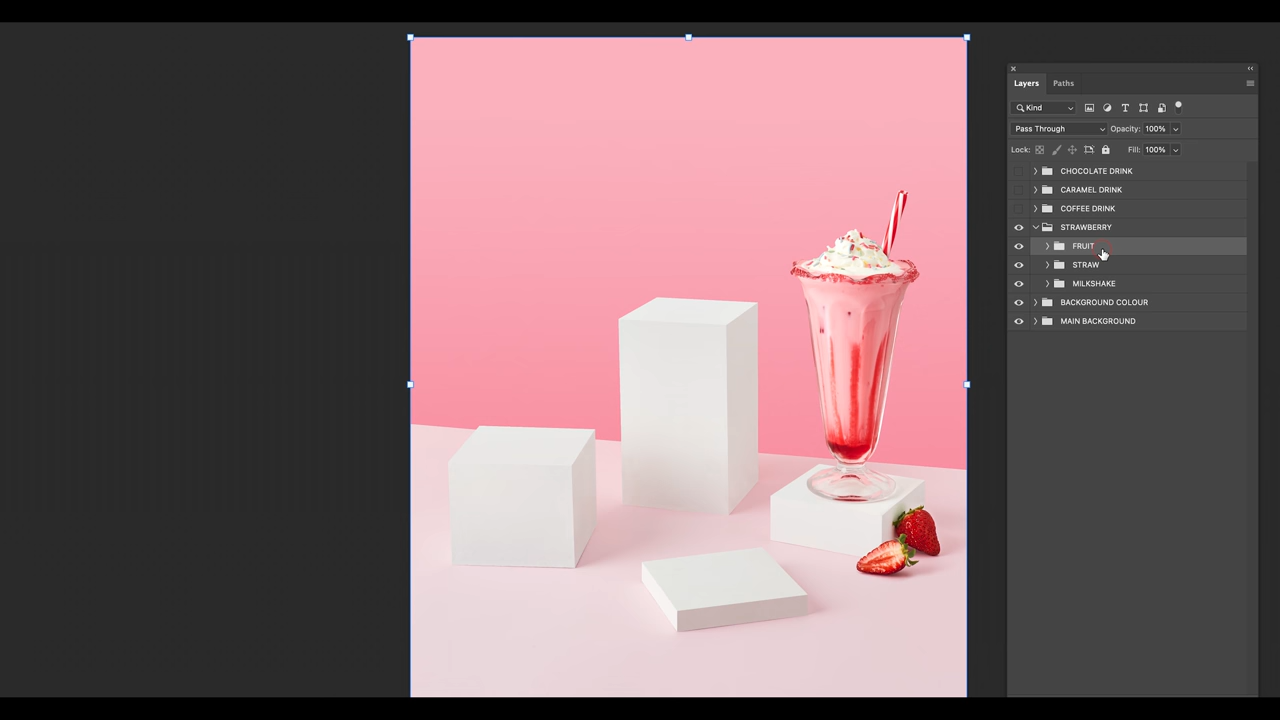 Layers Paths
Kind
Pass Through Opacity: 100%
Lock: Fill: 100%
CHOCOLATE DRINK
CARAMEL DRINK
COFFEE DRINK
STRAWBERRY
FRUIT
STRAW
MILKSHAKE
BACKGROUND COLOUR
MAIN BACKGROUND